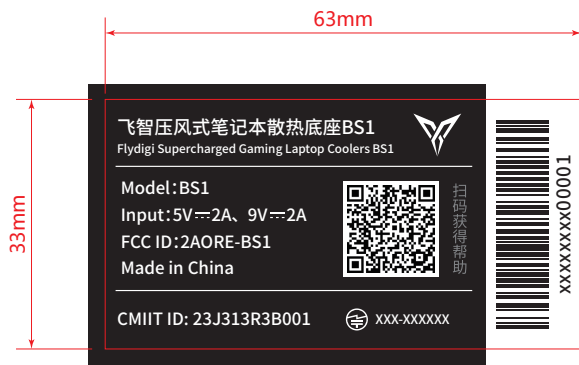 63mm
33mm
飞智压风式笔记本散热底座BS1
Flydigi Supercharged Gaming Laptop Coolers BS1
Model:BS1
Input:5V⎓2A、9V⎓2A
FCC ID:2AORE-BS1
Made in China
扫码获得帮助
CMIIT ID: 23J313R3B001
XXX-XXXXXX
xxxxxxxx00001